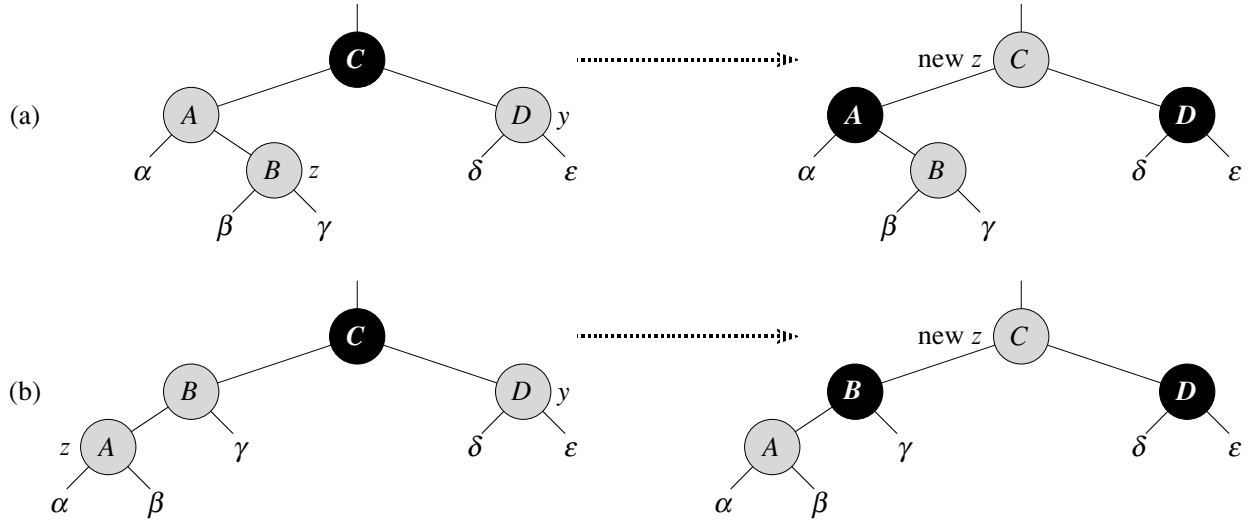 C
new z C
(a) A D y A D
α B z δ ε α B δ ε
β γ β γ
C
new z C
(b) B D y B D
z A γ δ ε A γ δ ε
α β α β